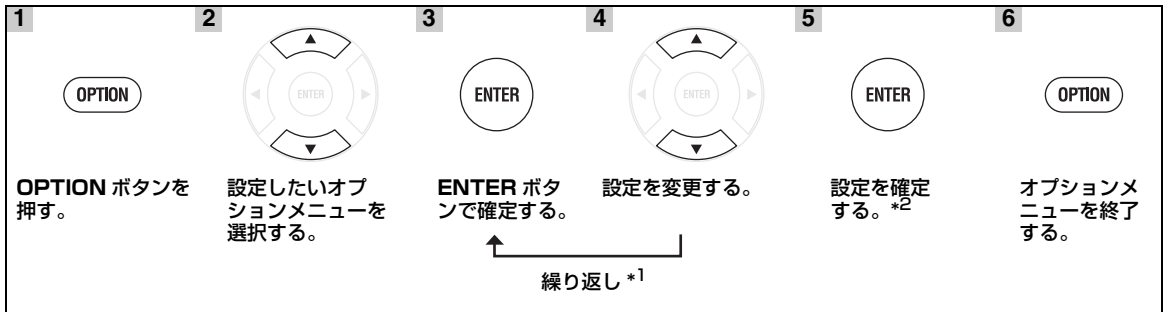 1
2
3
4
5
6
OPTION
ENTER
ENTER
ENTER
ENTER
OPTION
OPTION ボタンを
押す。
設定したいオプ
ションメニューを
選択する。
ENTER ボタ
ンで確定する。
設定を変更する。
設定を確定
する。*2
オプションメ
ニューを終了
する。
繰り返し *1